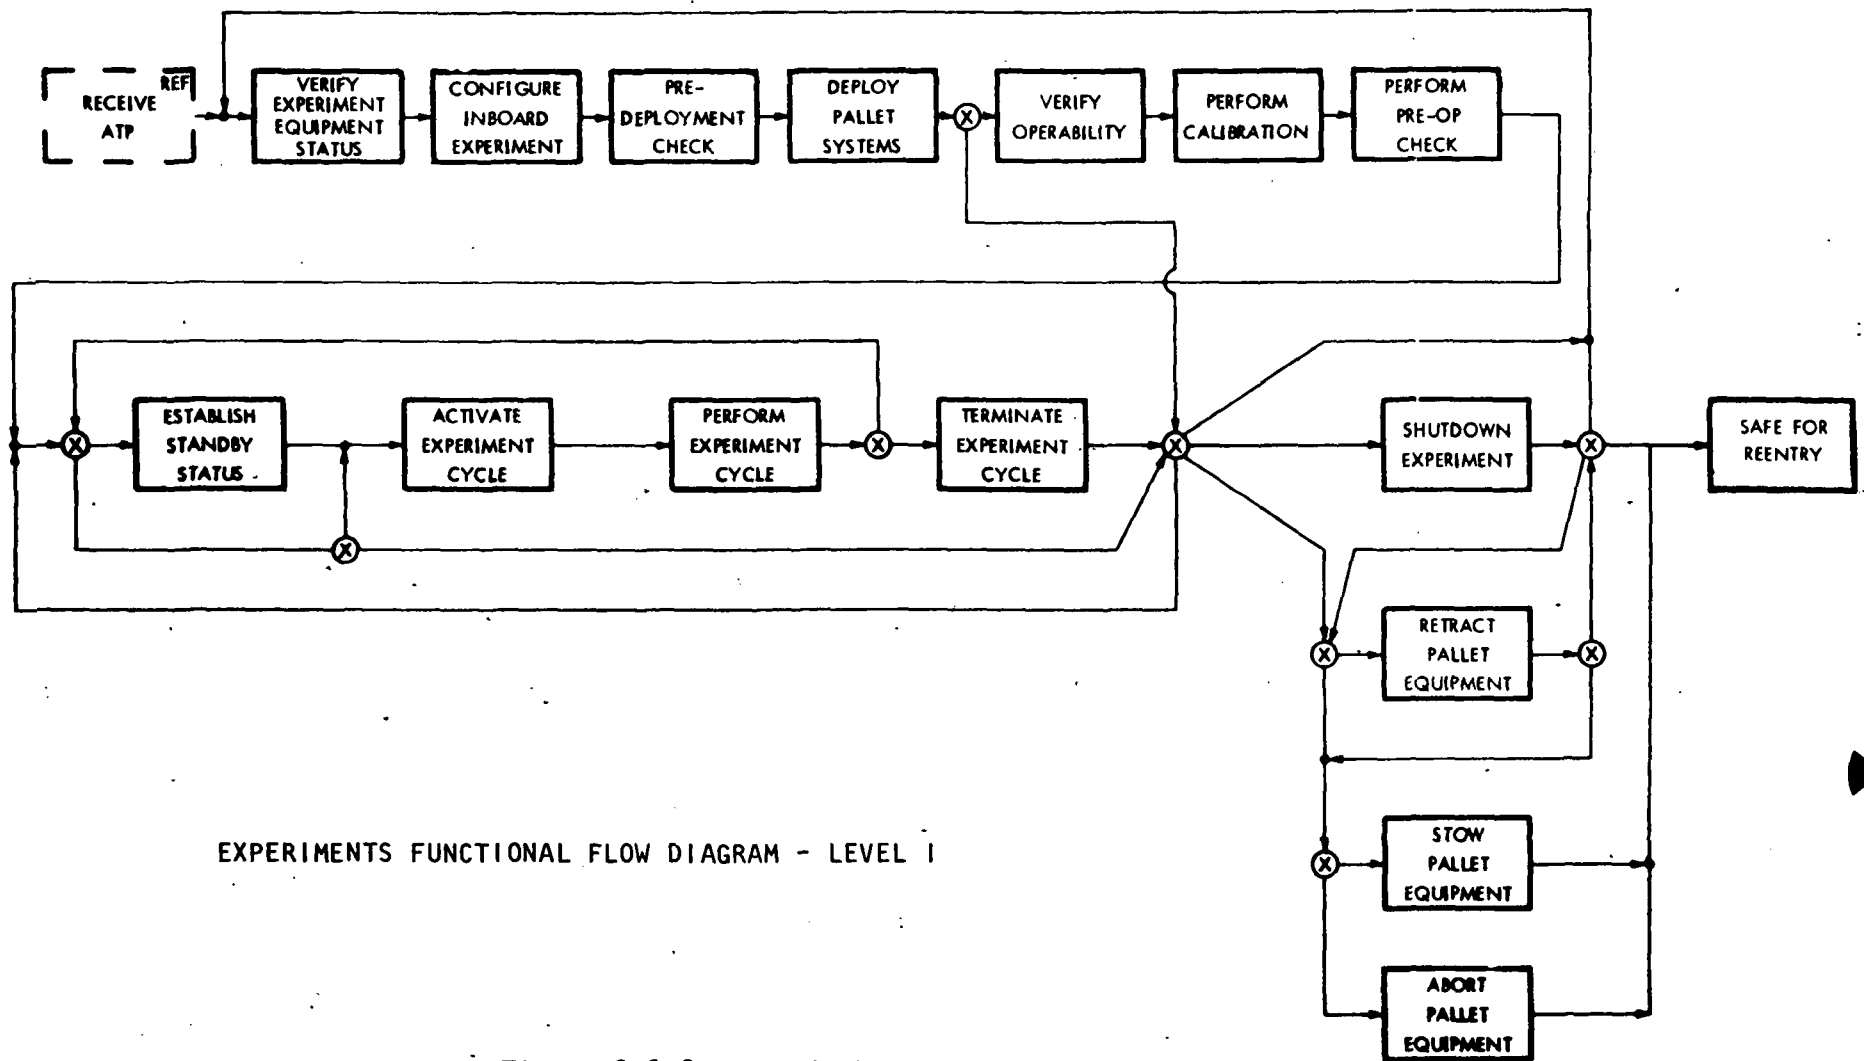 REF
RECEIVE
ATP
VERIFY
EXPERIMENT
EQUIPMENT
STATUS
CONFIGURE
INBOARD
EXPERIMENT
PRE-
DEPLOYMENT
CHECK
DEPLOY
PALLET
SYSTEMS
X
VERIFY
OPERABILITY
PERFORM
CALIBRATION
PERFORM
PRE-OP
CHECK
X
ESTABLISH
STANDBY
STATUS
ACTIVATE
EXPERIMENT
CYCLE
PERFORM
EXPERIMENT
CYCLE
X
TERMINATE
EXPERIMENT
CYCLE
X
SHUTDOWN
EXPERIMENT
X
SAFE FOR
REENTRY
X
X
RETRACT
PALLET
EQUIPMENT
X
X
STOW
PALLET
EQUIPMENT
ABORT
PALLET
EQUIPMENT
EXPERIMENTS FUNCTIONAL FLOW DIAGRAM - LEVEL I